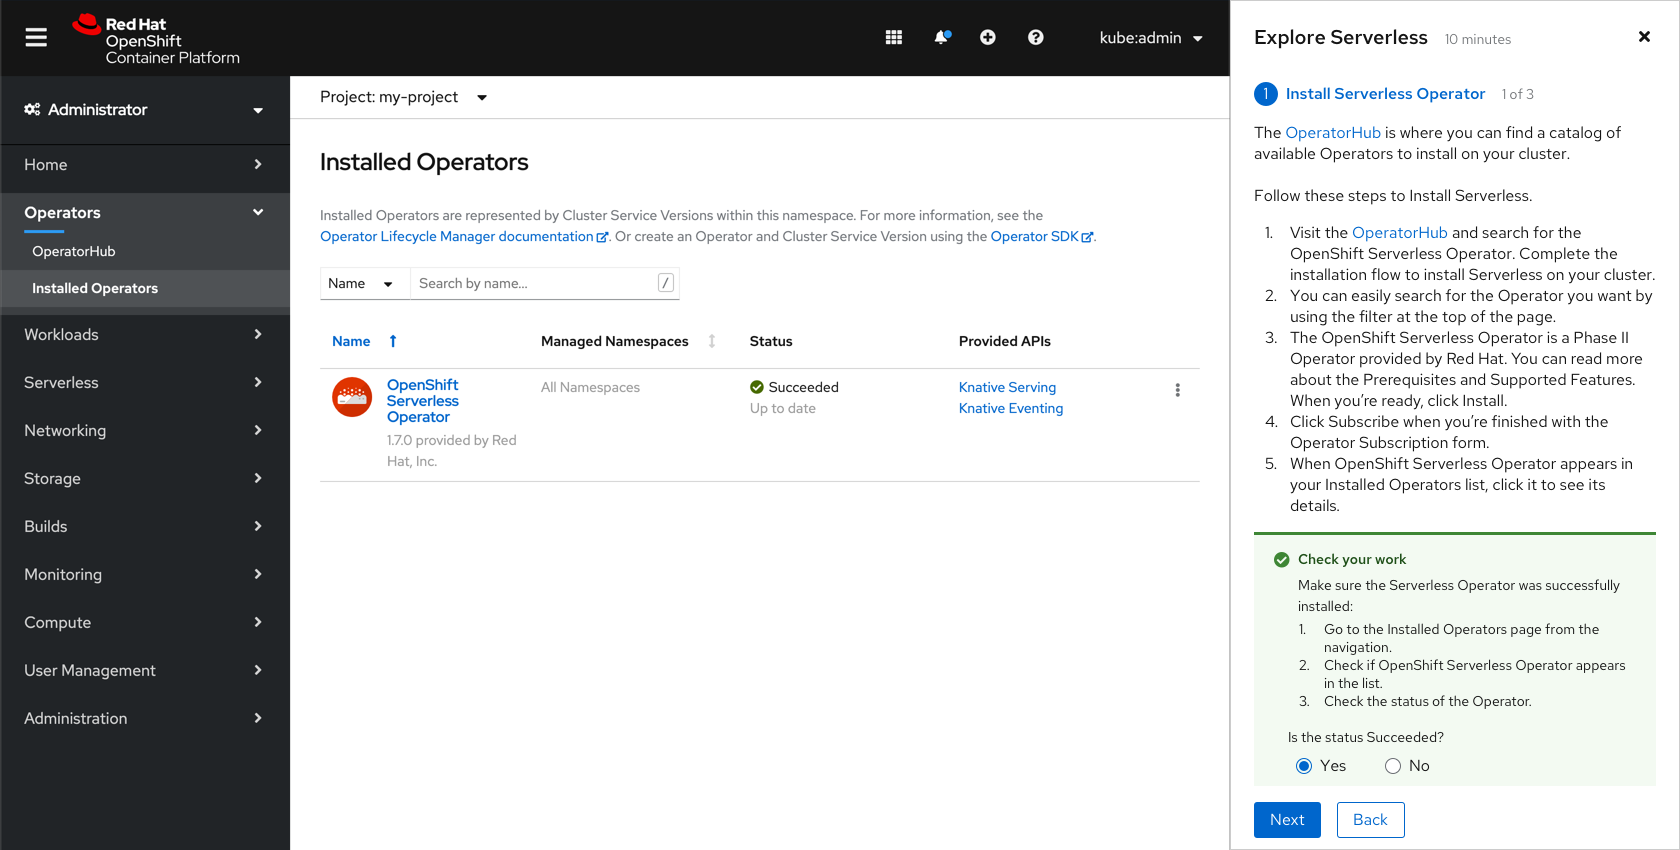 Red Hat
OpenShift
Container Platform
kube:admin
Administrator
Home
Operators
OperatorHub
Installed Operators
Workloads
Serverless
Networking
Storage
Builds
Monitoring
Compute
User Management
Administration
Project: my-project
Installed Operators
Installed Operators are represented by Cluster Service Versions within this namespace. For more information, see the
Operator Lifecycle Manager documentation. Or create an Operator and Cluster Service Version using the Operator SDK.
Name
Search by name...
/
Name
Managed Namespaces
Status
Provided APIs
OpenShift
Serverless
Operator
1.7.0 provided by Red
Hat, Inc.
All Namespaces
Succeeded
Up to date
Knative Serving
Knative Eventing
Explore Serverless 10 minutes
1 Install Serverless Operator 1 of 3
The OperatorHub is where you can find a catalog of
available Operators to install on your cluster.
Follow these steps to Install Serverless.
1. Visit the OperatorHub and search for the
OpenShift Serverless Operator. Complete the
installation flow to install Serverless on your cluster.
2. You can easily search for the Operator you want by
using the filter at the top of the page.
3. The OpenShift Serverless Operator is a Phase II
Operator provided by Red Hat. You can read more
about the Prerequisites and Supported Features.
When you’re ready, click Install.
4. Click Subscribe when you’re finished with the
Operator Subscription form.
5. When OpenShift Serverless Operator appears in
your Installed Operators list, click it to see its
details.
Check your work
Make sure the Serverless Operator was successfully
installed:
1. Go to the Installed Operators page from the
navigation.
2. Check if OpenShift Serverless Operator appears
in the list.
3. Check the status of the Operator.
Is the status Succeeded?
Yes No
Next Back